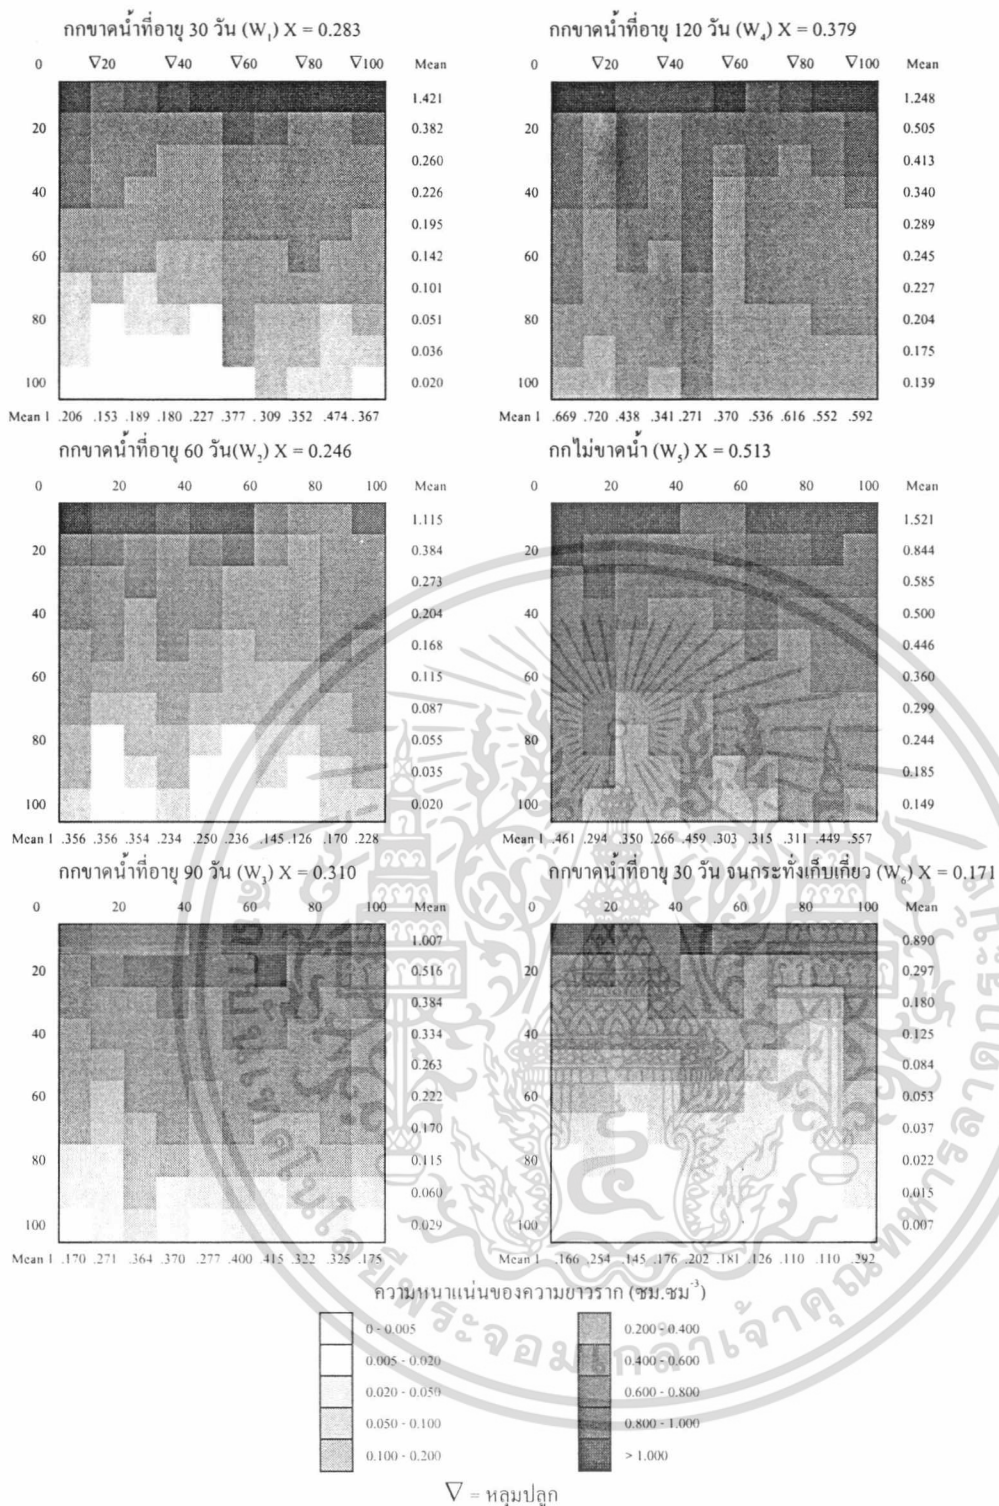 กกขาดน้ำที่อายุ 30 วัน (W₁) X = 0.283
0 ∇20 ∇40 ∇60 ∇80 ∇100 Mean
1.421
20 0.382
0.260
40 0.226
0.195
60 0.142
0.101
80 0.051
0.036
100 0.020
Mean 1 .206 .153 .189 .180 .227 .377 .309 .352 .474 .367
กกขาดน้ำที่อายุ 120 วัน (W₄) X = 0.379
0 ∇20 ∇40 ∇60 ∇80 ∇100 Mean
1.248
20 0.505
0.413
40 0.340
0.289
60 0.245
0.227
80 0.204
0.175
100 0.139
Mean 1 .669 .720 .438 .341 .271 .370 .536 .616 .552 .592
กกขาดน้ำที่อายุ 60 วัน(W₂) X = 0.246
0 20 40 60 80 100 Mean
1.115
20 0.384
0.273
40 0.204
0.168
60 0.115
0.087
80 0.055
0.035
100 0.020
Mean 1 .356 .356 .354 .234 .250 .236 .145 .126 .170 .228
กกไม่ขาดน้ำ (W₅) X = 0.513
0 20 40 60 80 100 Mean
1.521
20 0.844
0.585
40 0.500
0.446
60 0.360
0.299
80 0.244
0.185
100 0.149
Mean 1 .461 .294 .350 .266 .459 .303 .315 .311 .449 .557
กกขาดน้ำที่อายุ 90 วัน (W₃) X = 0.310
0 20 40 60 80 100 Mean
1.007
20 0.516
0.384
40 0.334
0.263
60 0.222
0.170
80 0.115
0.060
100 0.029
Mean 1 .170 .271 .364 .370 .277 .400 .415 .322 .325 .175
กกขาดน้ำที่อายุ 30 วัน จนกระทั่งเก็บเกี่ยว (W₆) X = 0.171
0 20 40 60 80 100 Mean
0.890
20 0.297
0.180
40 0.125
0.084
60 0.053
0.037
80 0.022
0.015
100 0.007
Mean 1 .166 .254 .145 .176 .202 .181 .126 .110 .110 .392
ความหนาแน่นของความยาวราก (ซม.ซม⁻³)
0 - 0.005
0.005 - 0.020
0.020 - 0.050
0.050 - 0.100
0.100 - 0.200
0.200 - 0.400
0.400 - 0.600
0.600 - 0.800
0.800 - 1.000
> 1.000
∇ = หลุมปลูก